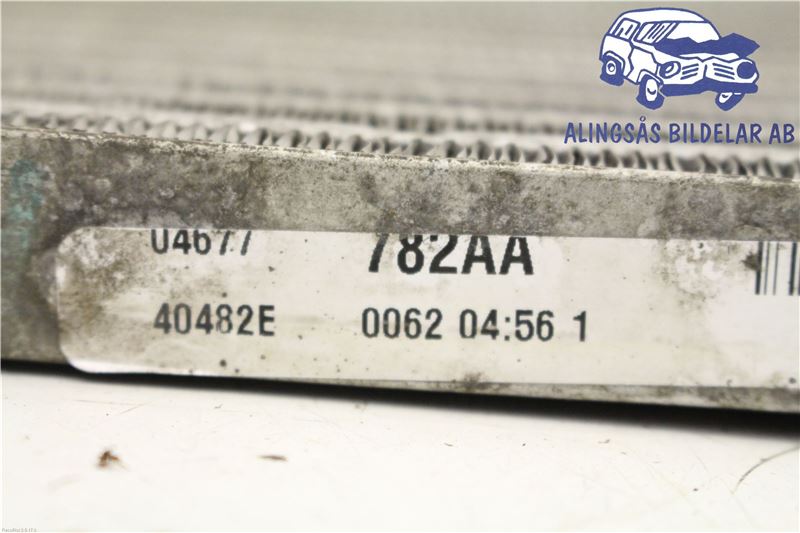 ALINGSÅS BILDELAR AB
04677 782AA
40482E 0062 04:56 1